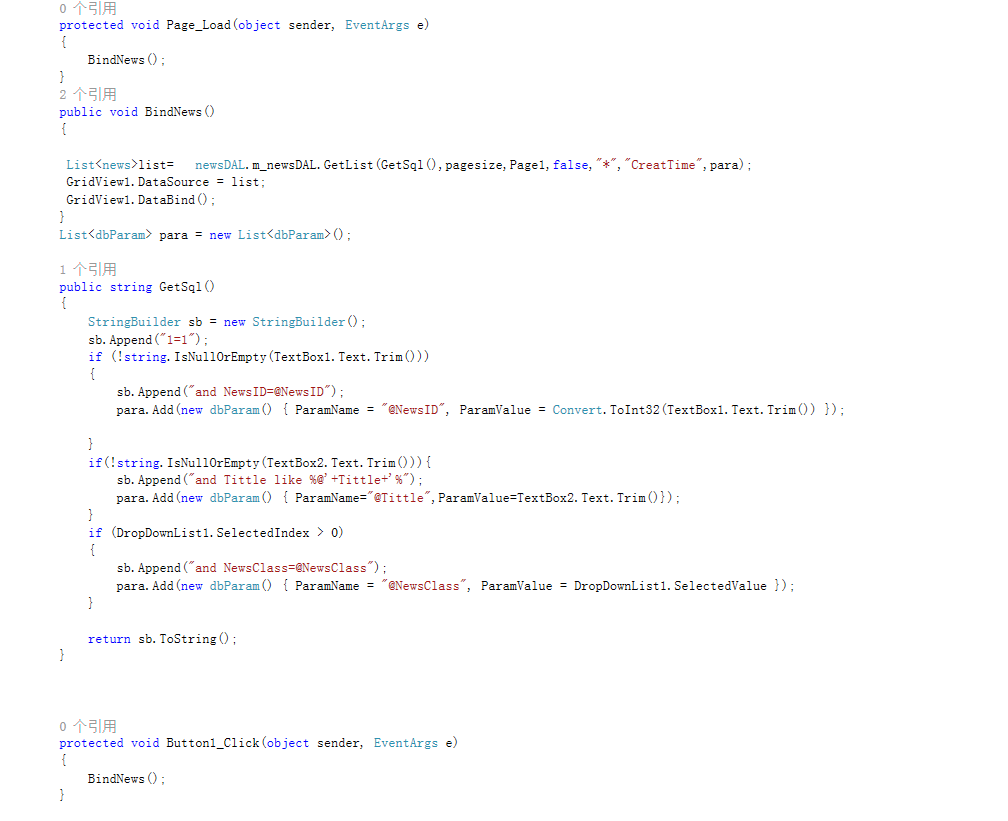 0 个引用
protected void Page_Load(object sender, EventArgs e)
{
BindNews();
}
2 个引用
public void BindNews()
{
List<news>list= newsDAL.m_newsDAL.GetList(GetSql(),pagesize,Page1,false,"*","CreatTime",para);
GridView1.DataSource = list;
GridView1.DataBind();
}
List<dbParam> para = new List<dbParam>();
1 个引用
public string GetSql()
{
StringBuilder sb = new StringBuilder();
sb.Append("1=1");
if (!string.IsNullOrEmpty(TextBox1.Text.Trim()))
{
sb.Append("and NewsID=@NewsID");
para.Add(new dbParam() { ParamName = "@NewsID", ParamValue = Convert.ToInt32(TextBox1.Text.Trim()) });
}
if(!string.IsNullOrEmpty(TextBox2.Text.Trim())){
sb.Append("and Tittle like %@'+Tittle+'%");
para.Add(new dbParam() { ParamName="@Tittle",ParamValue=TextBox2.Text.Trim()});
}
if (DropDownList1.SelectedIndex > 0)
{
sb.Append("and NewsClass=@NewsClass");
para.Add(new dbParam() { ParamName = "@NewsClass", ParamValue = DropDownList1.SelectedValue });
}
return sb.ToString();
}
0 个引用
protected void Button1_Click(object sender, EventArgs e)
{
BindNews();
}